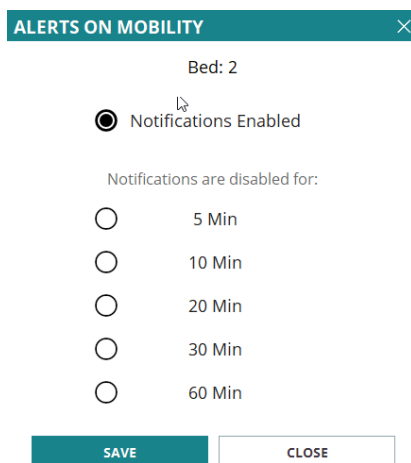 ALERTS ON MOBILITY
Bed: 2
Notifications Enabled
Notifications are disabled for:
5 Min
10 Min
20 Min
30 Min
60 Min
SAVE CLOSE